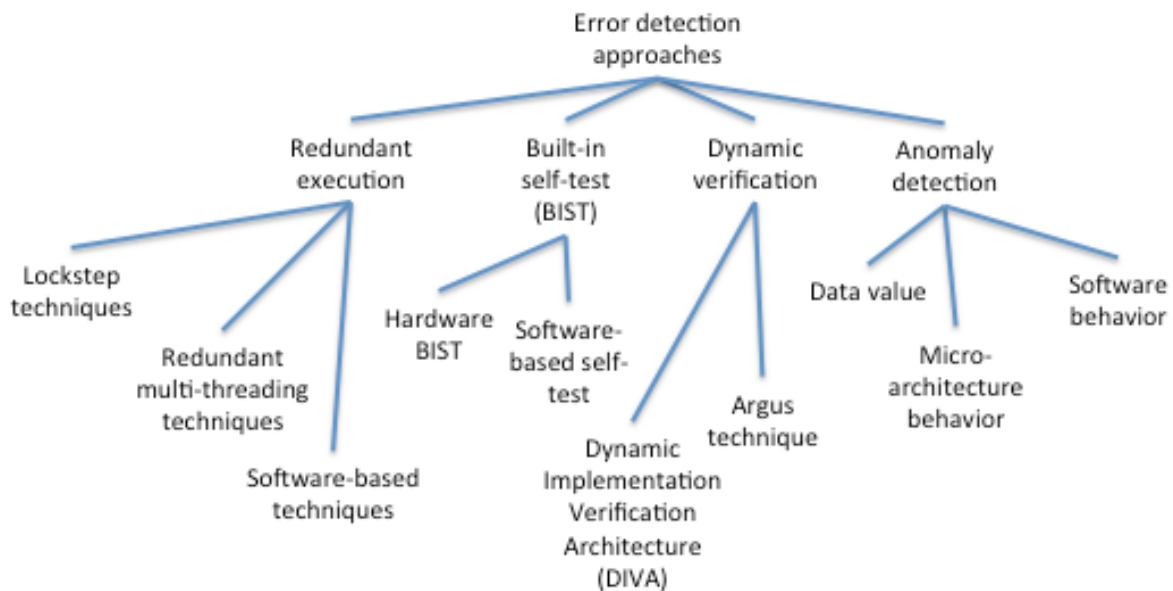 Error detection
approaches
Redundant
execution
Built-in
self-test
(BIST)
Dynamic
verification
Anomaly
detection
Lockstep
techniques
Redundant
multi-threading
techniques
Software-based
techniques
Hardware
BIST
Software-
based self-
test
Dynamic
Implementation
Verification
Architecture
(DIVA)
Argus
technique
Data value
Micro-
architecture
behavior
Software
behavior